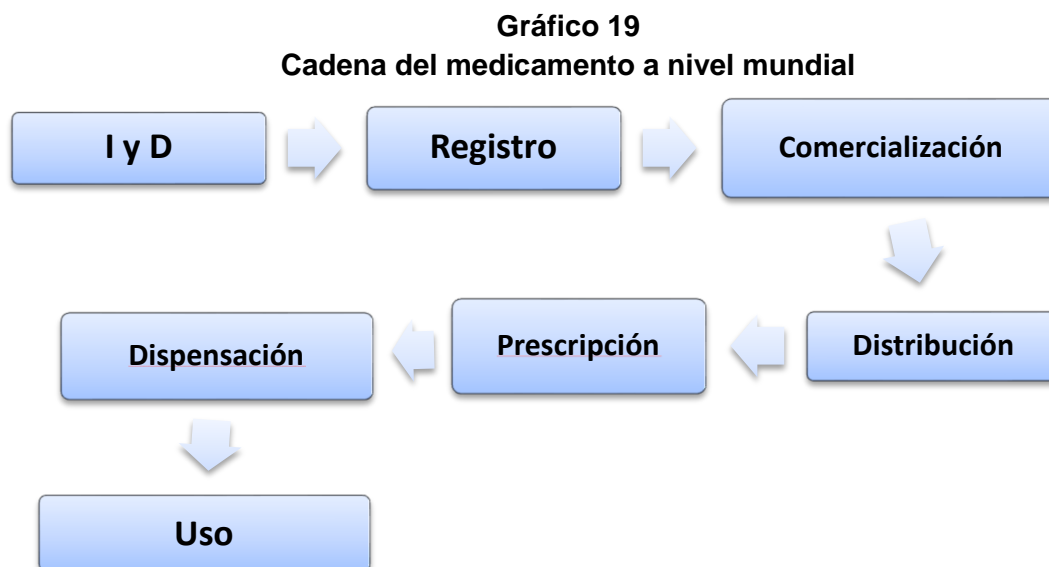 Gráfico 19
Cadena del medicamento a nivel mundial
I y D
Registro
Comercialización
Distribución
Prescripción
Dispensación
Uso